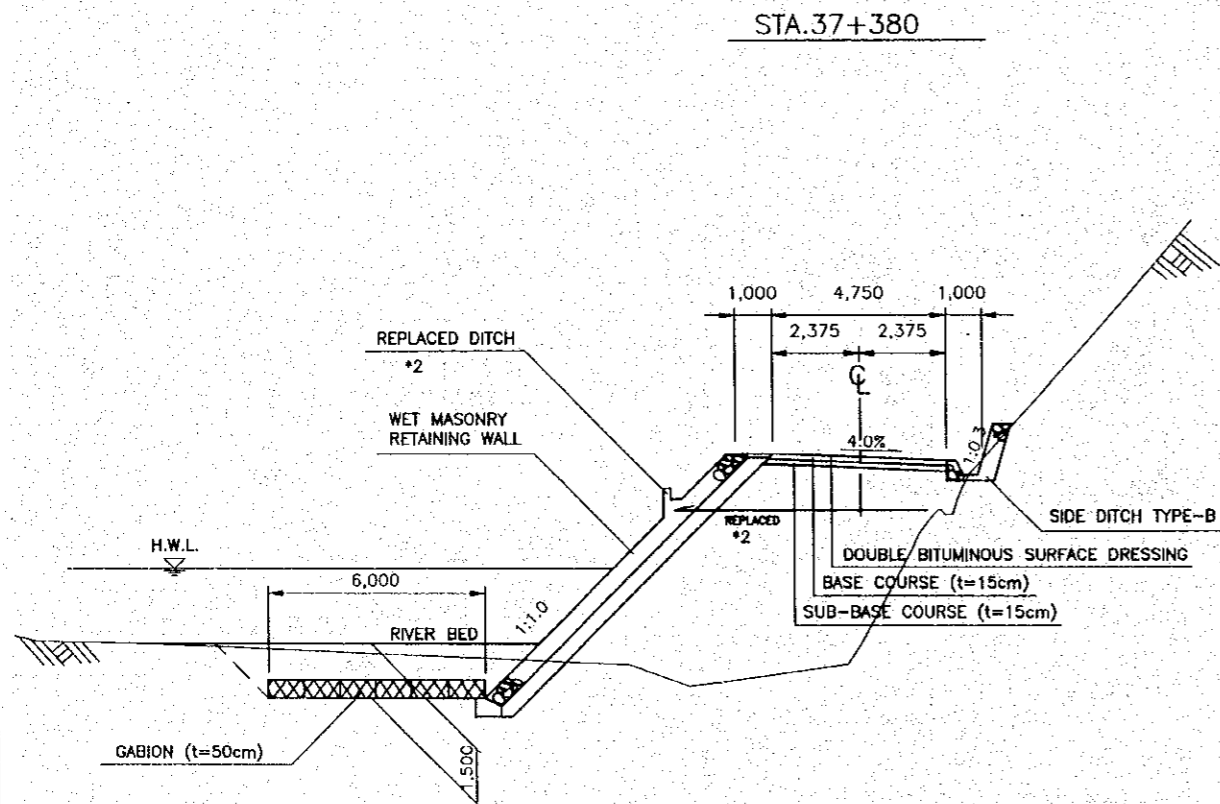 STA.37+380
1,000 4,750 1,000
2,375 2,375
REPLACED DITCH
*2
CL
WET MASONRY
RETAINING WALL
4.0%
1:0.3
REPLACED
*2
SIDE DITCH TYPE-B
H.W.L.
DOUBLE BITUMINOUS SURFACE DRESSING
6,000
BASE COURSE (t=15cm)
SUB-BASE COURSE (t=15cm)
1:1.0
RIVER BED
GABION (t=50cm)
1.500